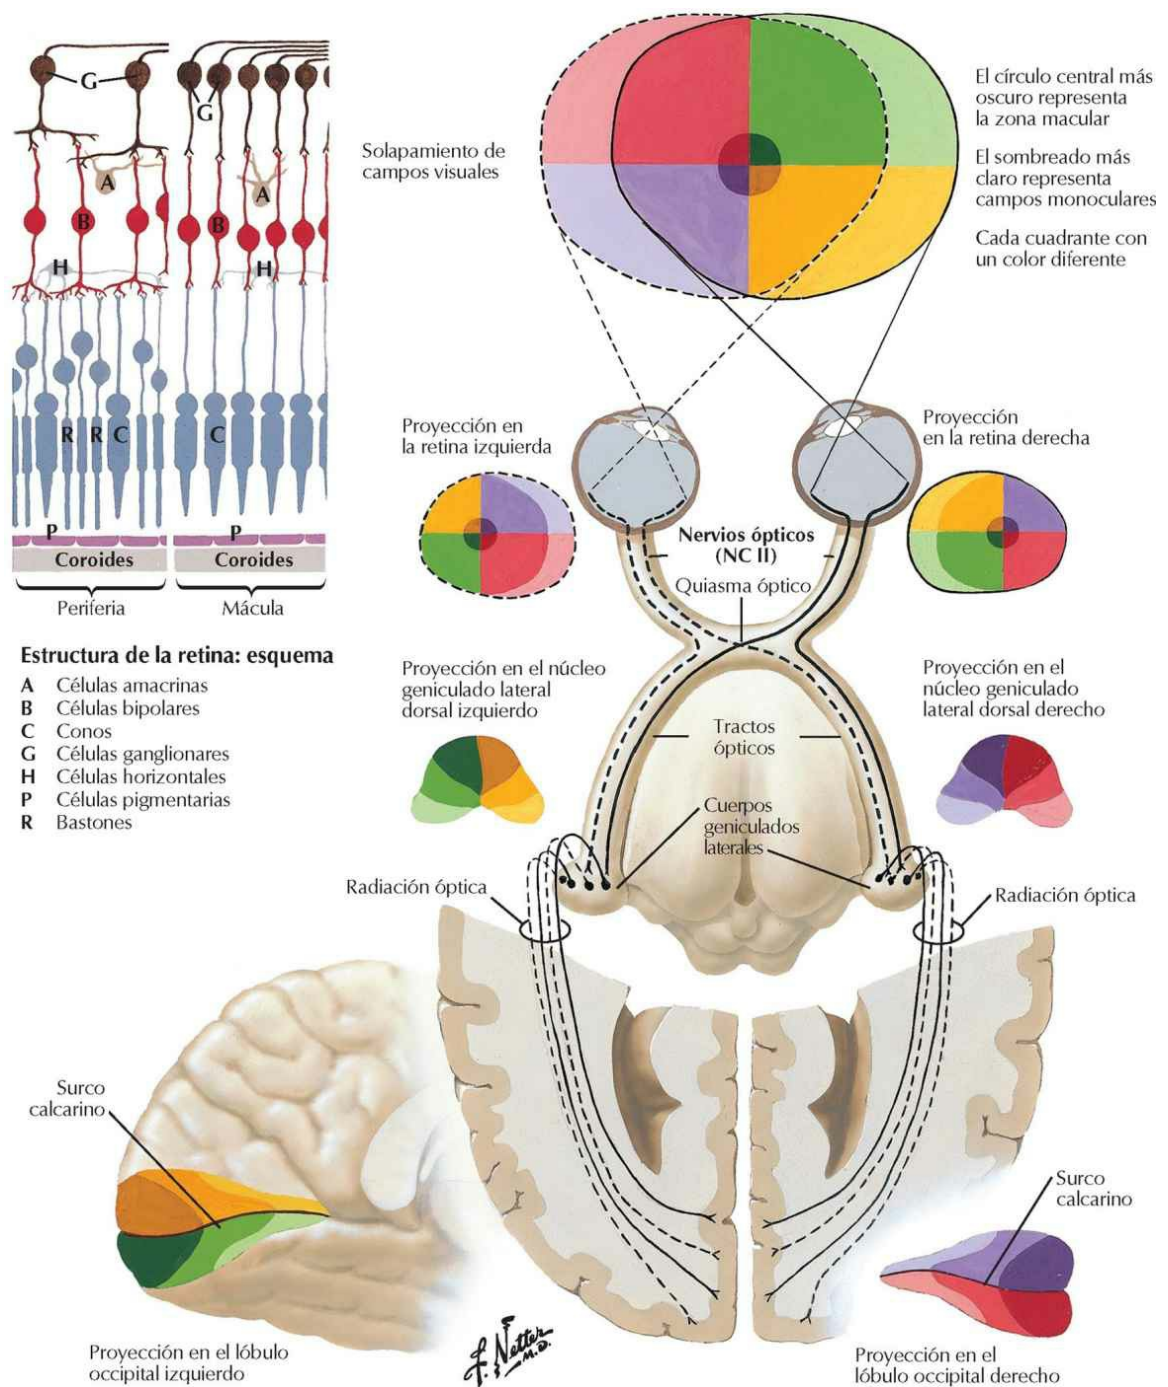 G
G
A
A
B
B
H
H
R
R
C
C
P
P
Coroides
Coroides
Periferia
Mácula
Estructura de la retina: esquema
A Células amacrinas
B Células bipolares
C Conos
G Células ganglionares
H Células horizontales
P Células pigmentarias
R Bastones
Solapamiento de
campos visuales
El círculo central más
oscuro representa
la zona macular
El sombreado más
claro representa
campos monoculares
Cada cuadrante con
un color diferente
Proyección en
la retina izquierda
Proyección
en la retina derecha
Nervios ópticos
(NC II)
Quiasma óptico
Proyección en el núcleo
geniculado lateral
dorsal izquierdo
Proyección en el
núcleo geniculado
lateral dorsal derecho
Tractos
ópticos
Cuerpos
geniculados
laterales
Radiación óptica
Radiación óptica
Surco
calcarino
Surco
calcarino
Proyección en el lóbulo
occipital izquierdo
F. Netter
M.D.
Proyección en el
lóbulo occipital derecho